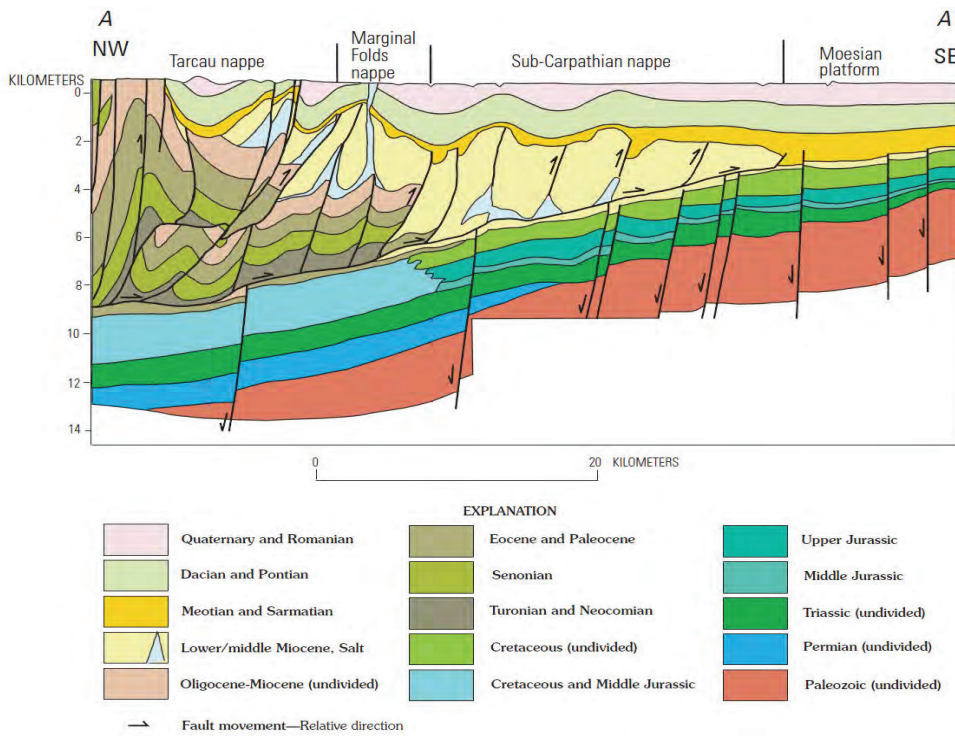 A
A
NW
SE
Tarcau nappe
Marginal
Folds
nappe
Sub-Carpathian nappe
Moesian
platform
KILOMETERS
0
2
4
6
8
10
12
14
0
20 KILOMETERS
EXPLANATION
Quaternary and Romanian
Dacian and Pontian
Meotian and Sarmatian
Lower/middle Miocene, Salt
Oligocene-Miocene (undivided)
Eocene and Paleocene
Senonian
Turonian and Neocomian
Cretaceous (undivided)
Cretaceous and Middle Jurassic
Upper Jurassic
Middle Jurassic
Triassic (undivided)
Permian (undivided)
Paleozoic (undivided)
Fault movement—Relative direction